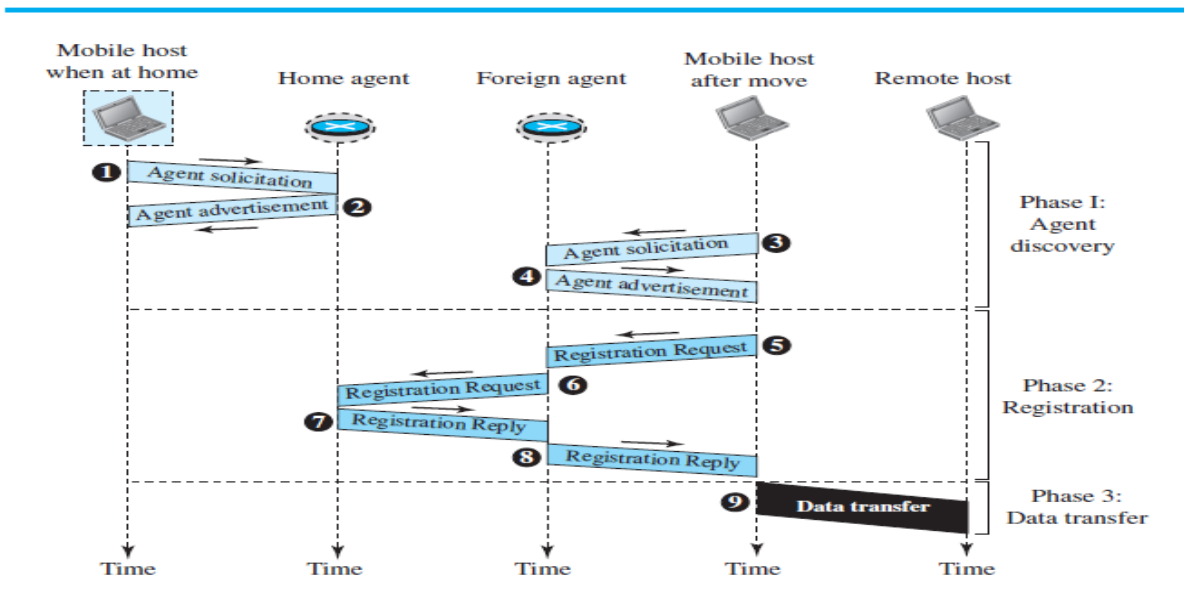 Mobile host
when at home
Home agent
Foreign agent
Mobile host
after move
Remote host
1
Agent solicitation
Agent advertisement
2
Agent solicitation
3
4
Agent advertisement
Phase I:
Agent
discovery
Registration Request
5
Registration Request
6
7
Registration Reply
8
Registration Reply
Phase 2:
Registration
9
Data transfer
Phase 3:
Data transfer
Time
Time
Time
Time
Time